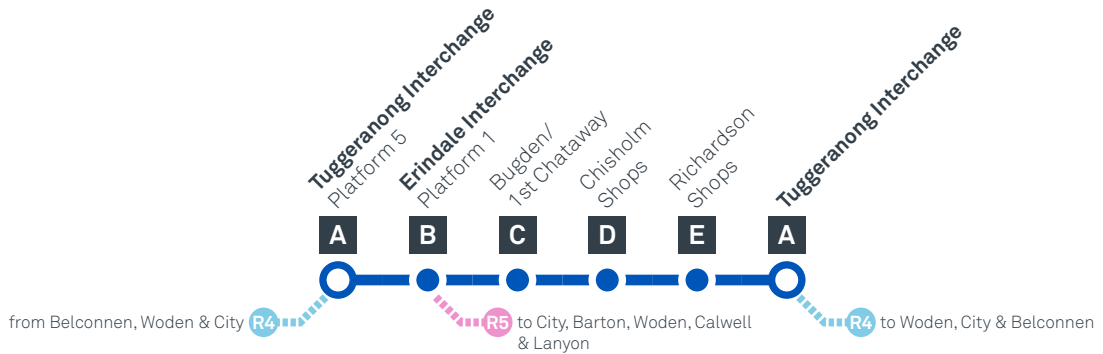 Tuggeranong Interchange
Platform 5
Erindale Interchange
Platform 1
Bugden/
1st Chataway
Chisholm
Shops
Richardson
Shops
Tuggeranong Interchange
A
B
C
D
E
A
from Belconnen, Woden & City R4
R5 to City, Barton, Woden, Calwell
& Lanyon
R4 to Woden, City & Belconnen